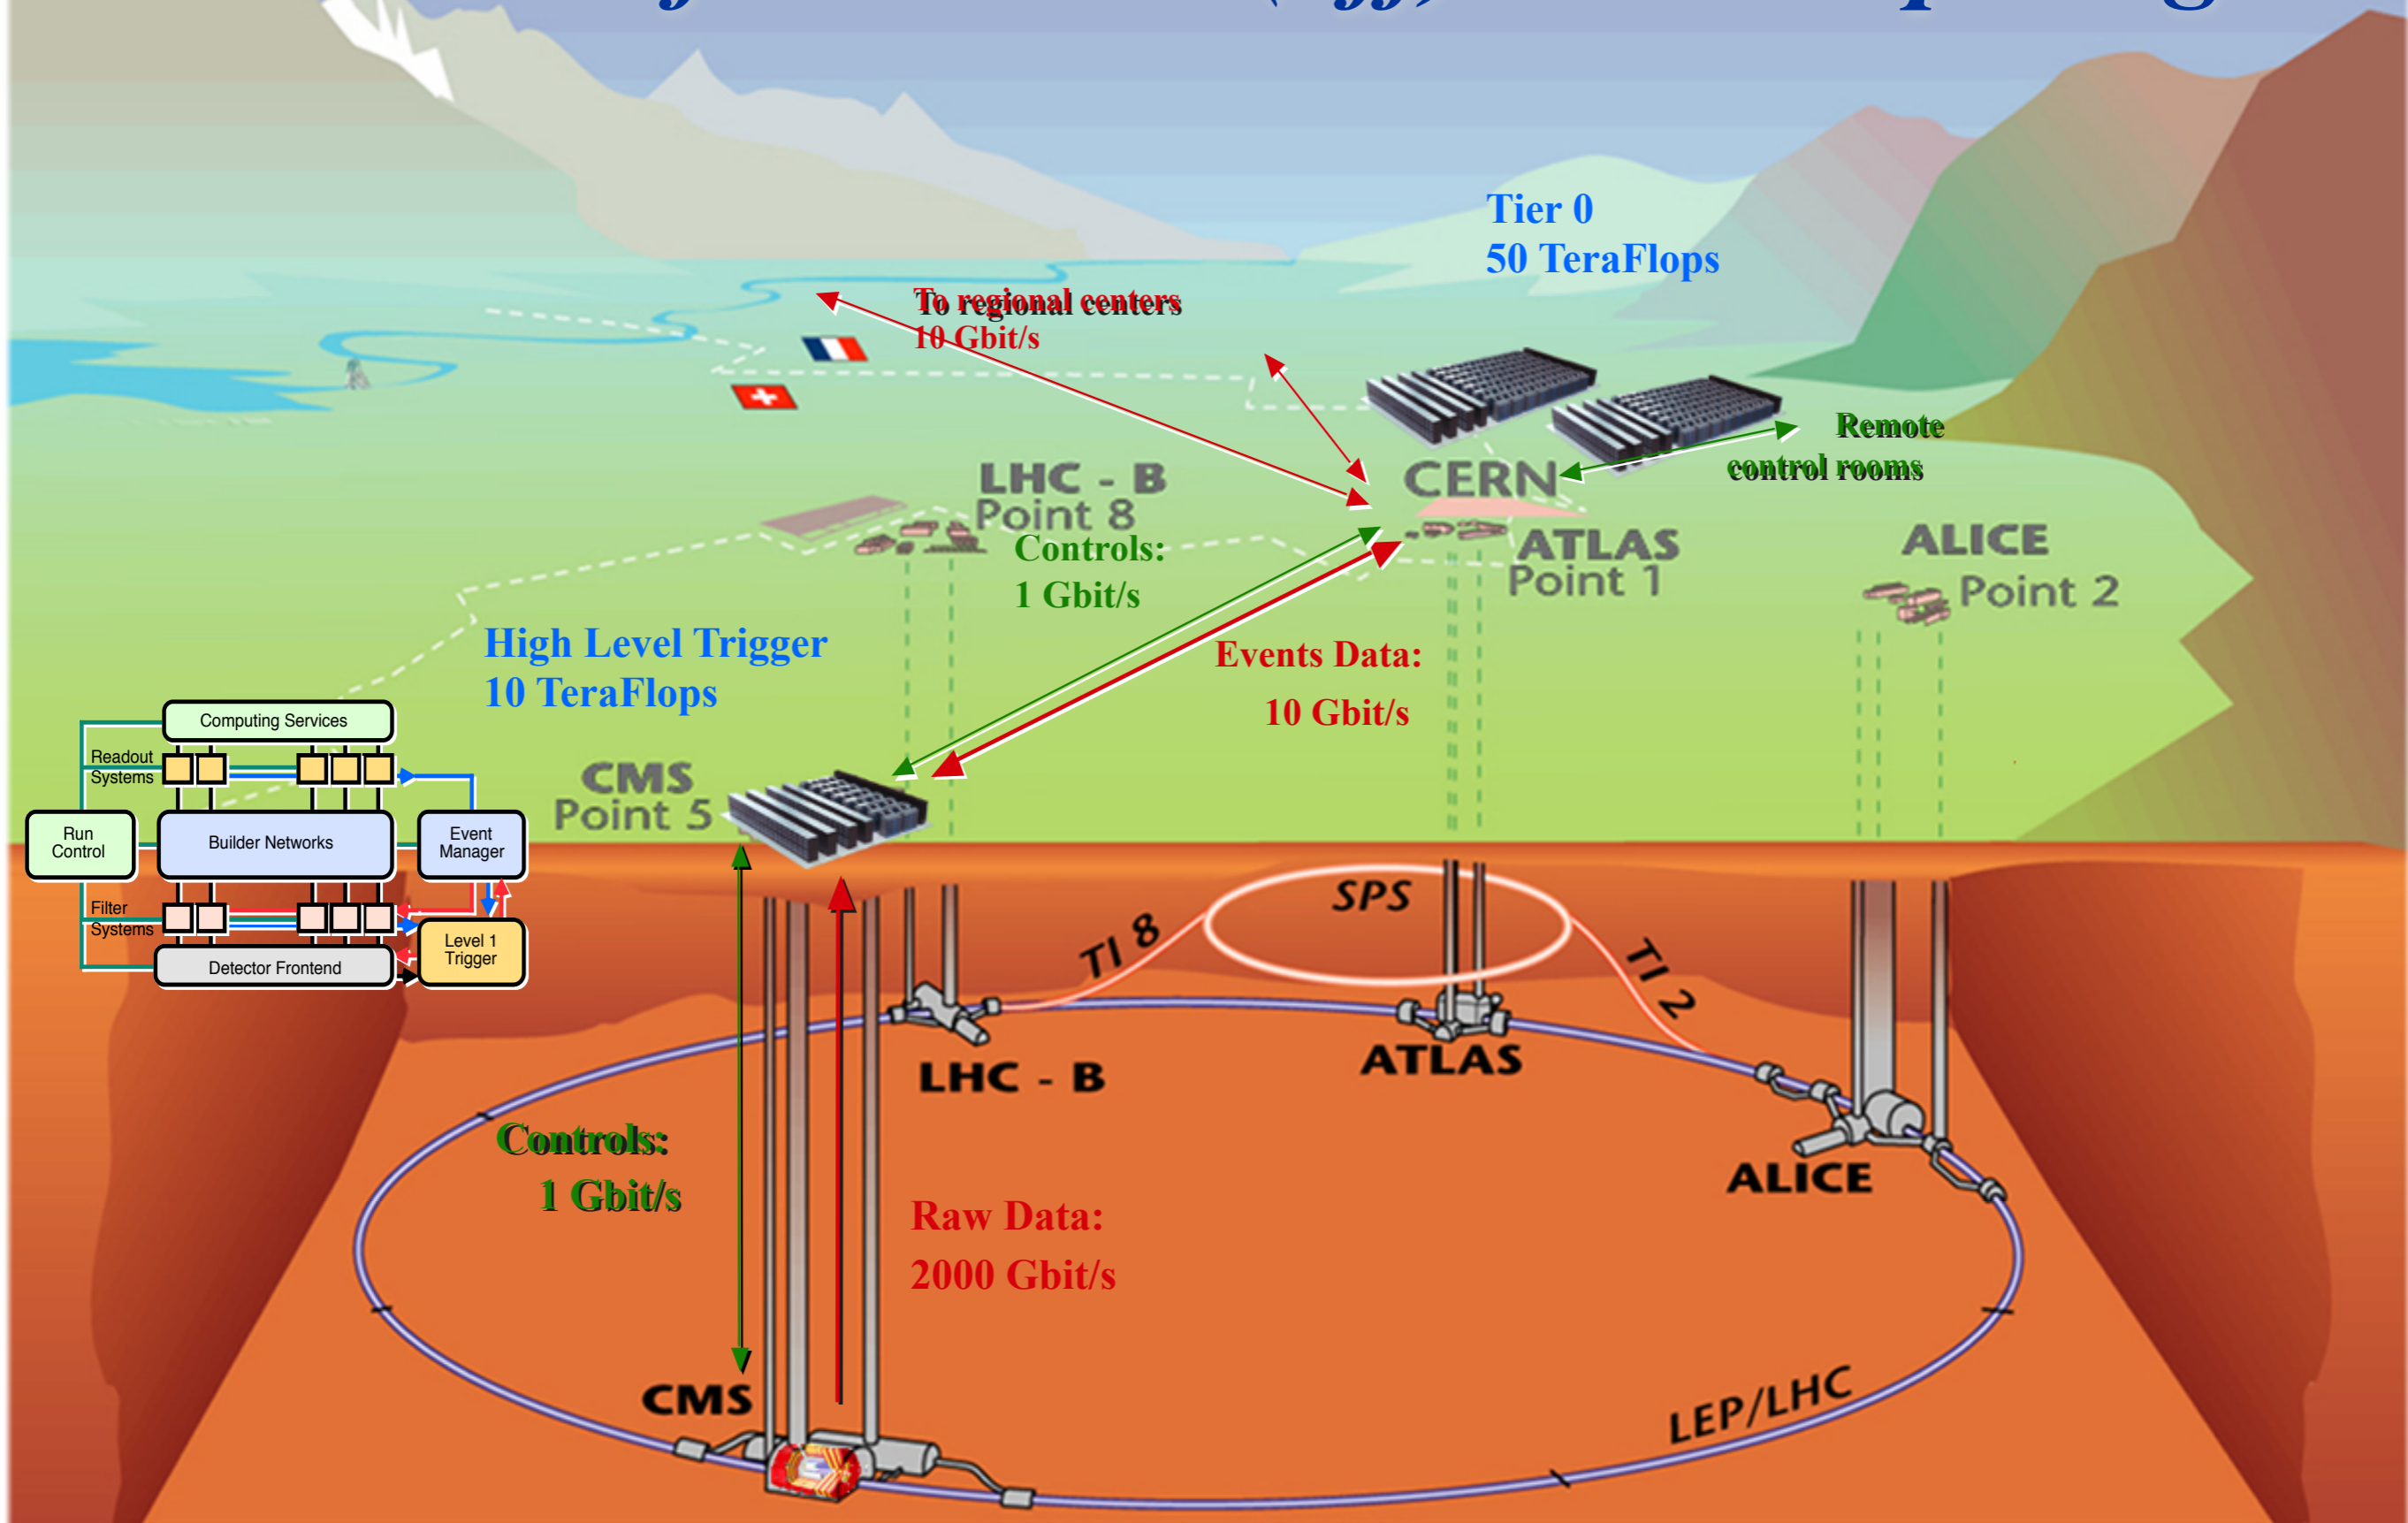 Tier 0
50 TeraFlops
To regional centers
10 Gbit/s
Remote
control rooms
LHC - B
Point 8
CERN
ATLAS
Point 1
ALICE
Point 2
Controls:
1 Gbit/s
High Level Trigger
10 TeraFlops
Events Data:
10 Gbit/s
CMS
Point 5
Computing Services
Readout
Systems
Run
Control
Builder Networks
Event
Manager
Filter
Systems
Level 1
Trigger
Detector Frontend
SPS
TI 8
TI 2
LHC - B
ATLAS
ALICE
Controls:
1 Gbit/s
Raw Data:
2000 Gbit/s
CMS
LEP/LHC